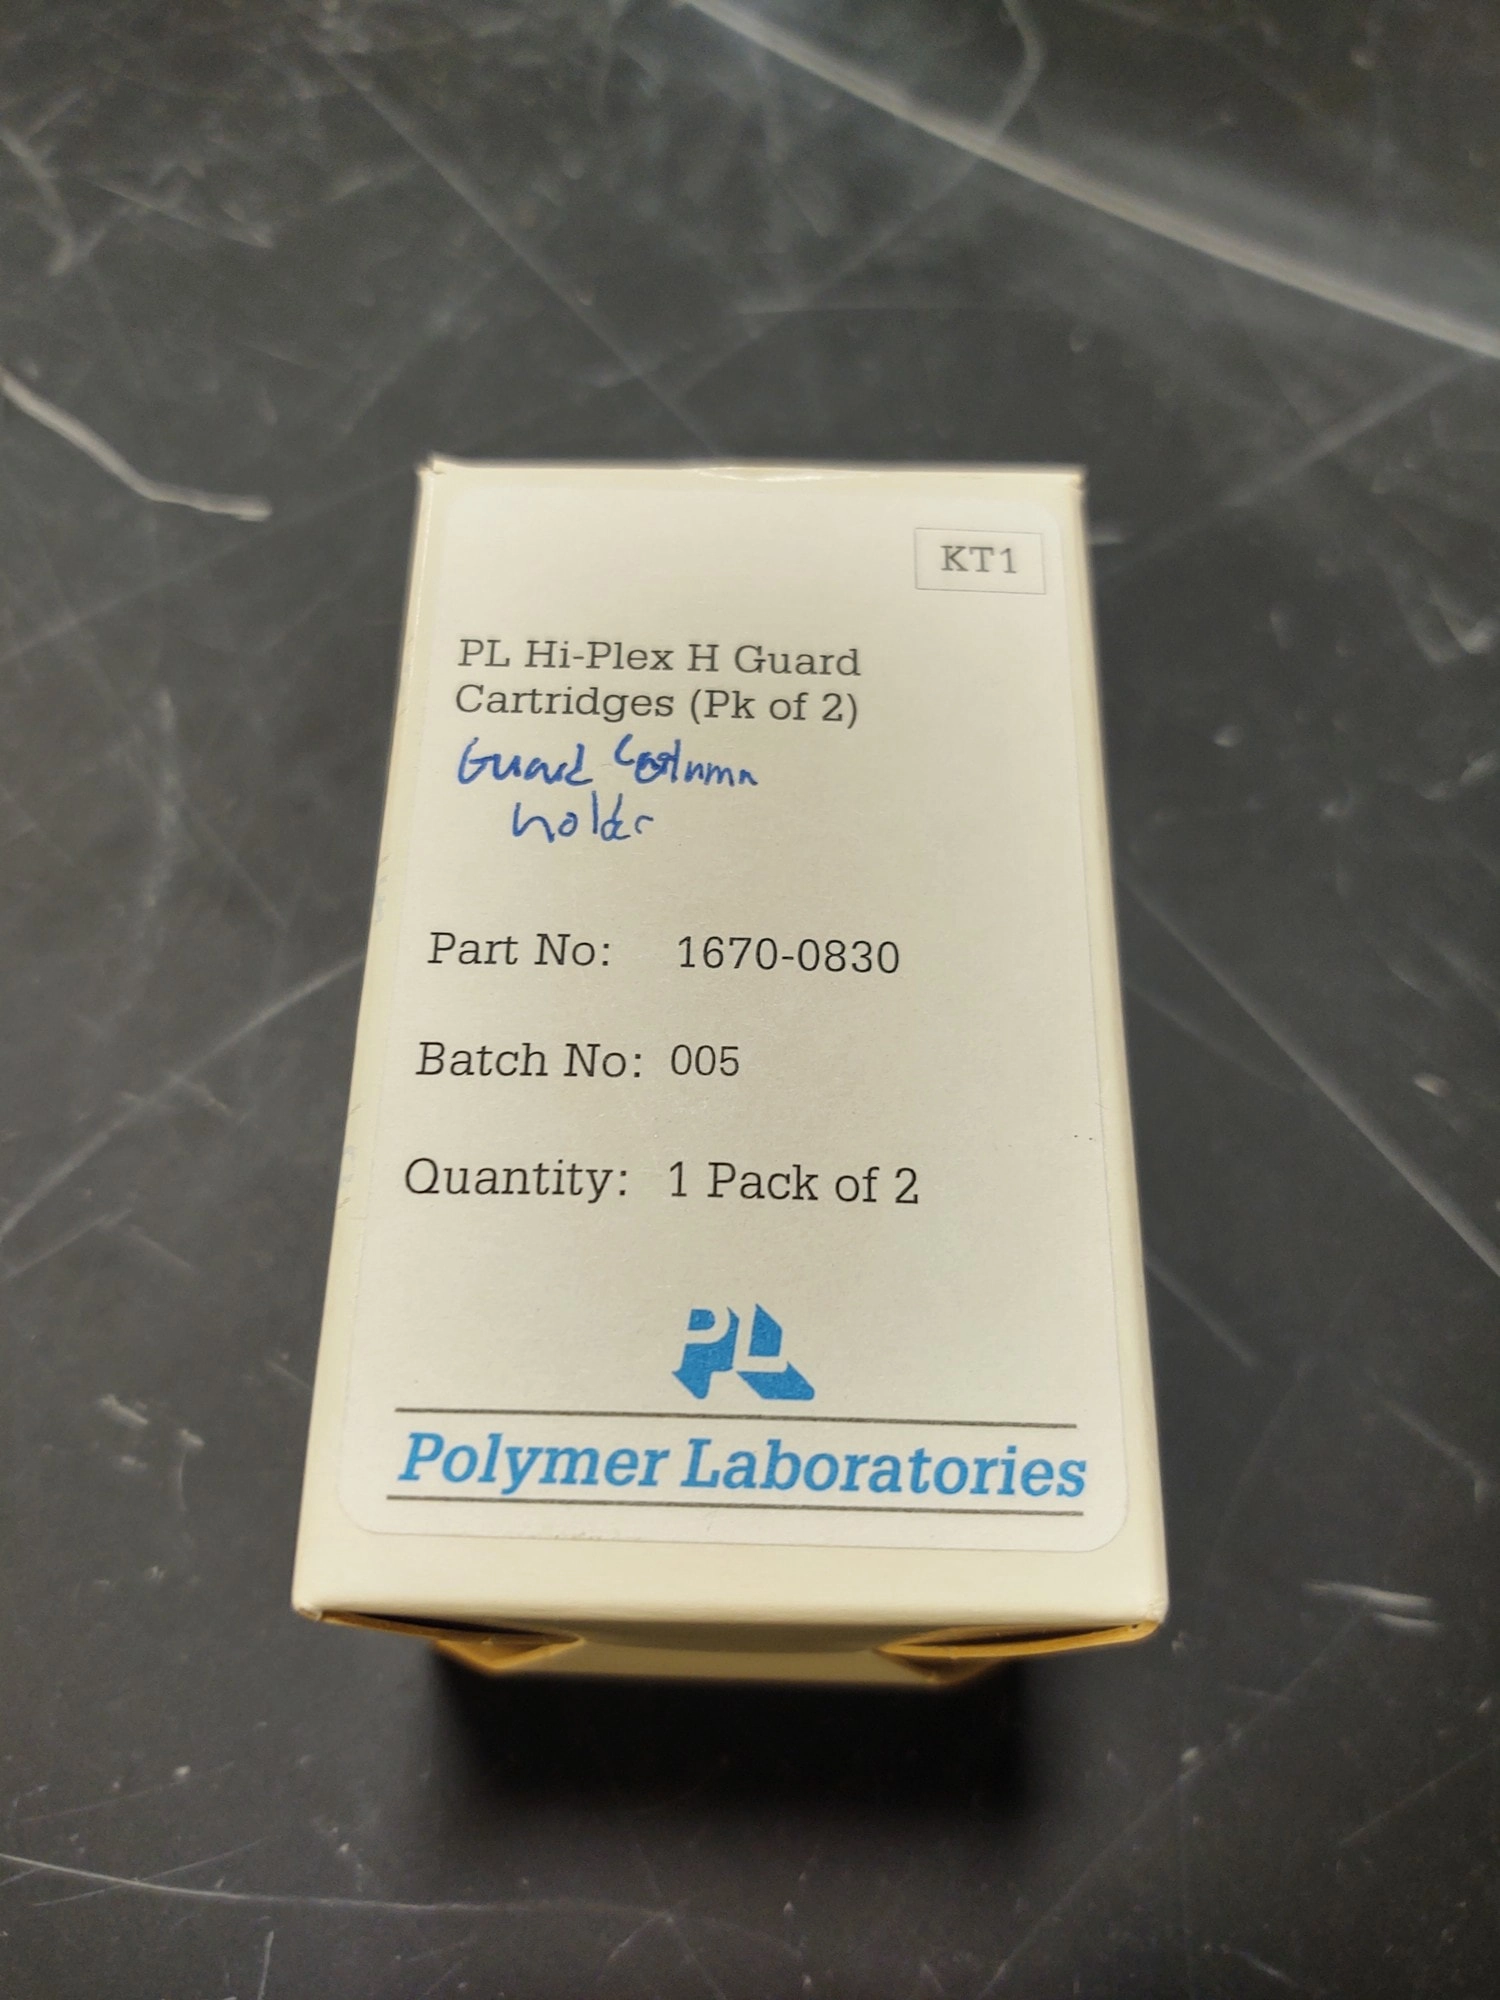 KT1
PL Hi-Plex H Guard
Cartridges (Pk of 2)
Guard Column
holder
Part No: 1670-0830
Batch No: 005
Quantity: 1 Pack of 2
PL
Polymer Laboratories